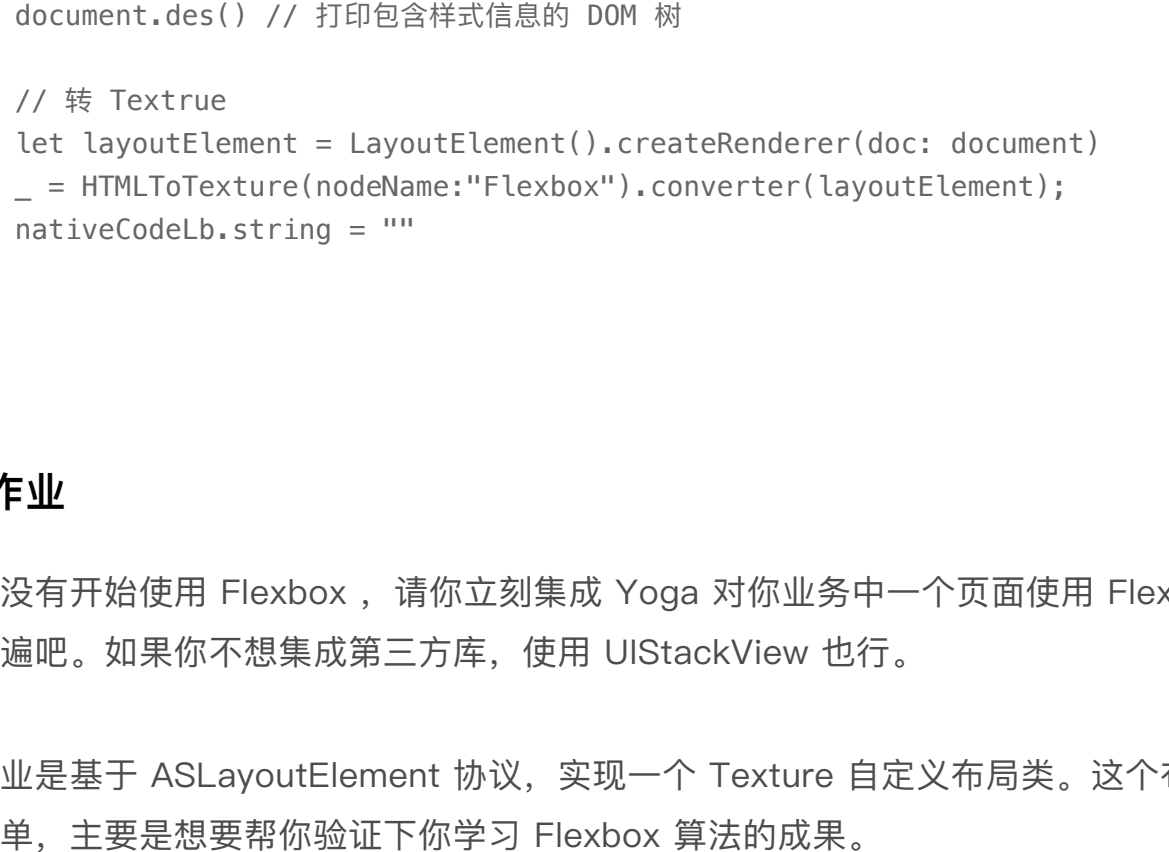 document.des() // 打印包含样式信息的 DOM 树
// 转 Textrue
let layoutElement = LayoutElement().createRenderer(doc: document)
_ = HTMLToTexture(nodeName:"Flexbox").converter(layoutElement);
nativeCodeLb.string = ""
作业
没有开始使用 Flexbox ，请你立刻集成 Yoga 对你业务中一个页面使用 Flex
遍吧。如果你不想集成第三方库，使用 UIStackView 也行。
业是基于 ASLayoutElement 协议，实现一个 Texture 自定义布局类。这个
单，主要是想要帮你验证下你学习 Flexbox 算法的成果。